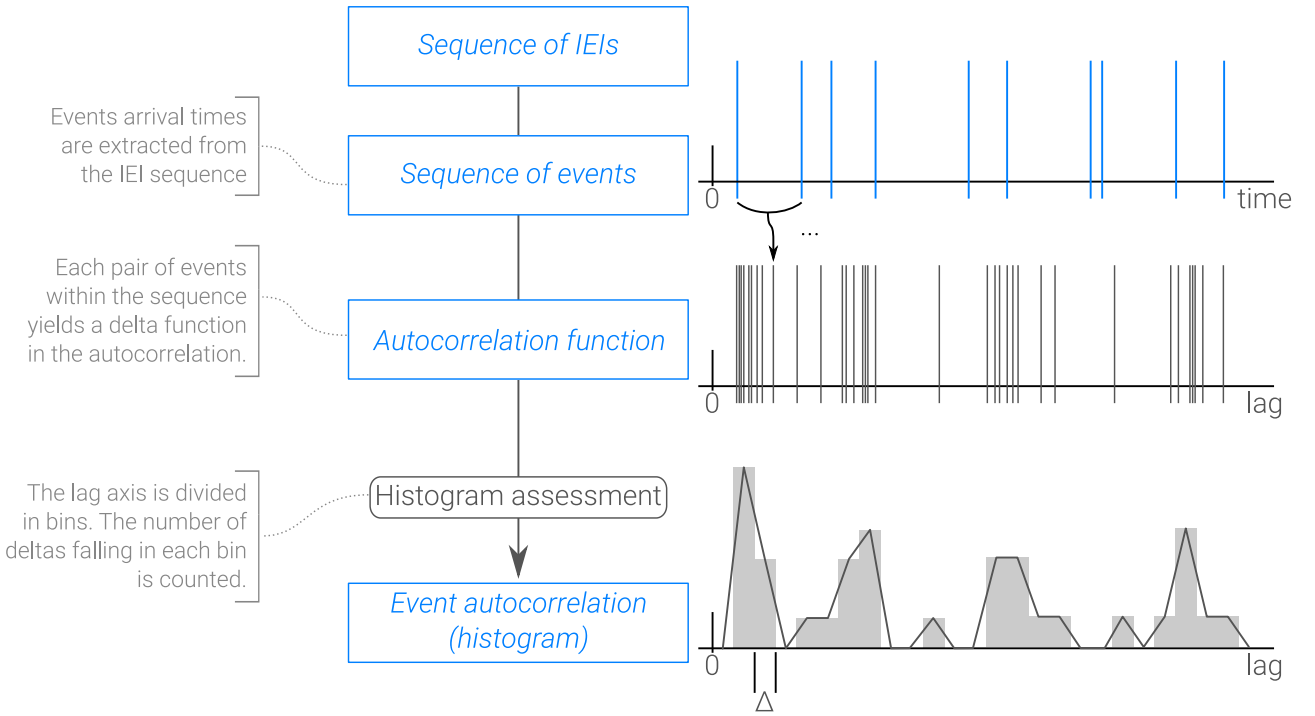 Sequence of IEIs
Events arrival times
are extracted from
the IEI sequence
Sequence of events
0
time
...
Each pair of events
within the sequence
yields a delta function
in the autocorrelation.
Autocorrelation function
0
lag
The lag axis is divided
in bins. The number of
deltas falling in each bin
is counted.
Histogram assessment
Event autocorrelation
(histogram)
0
lag
Δ